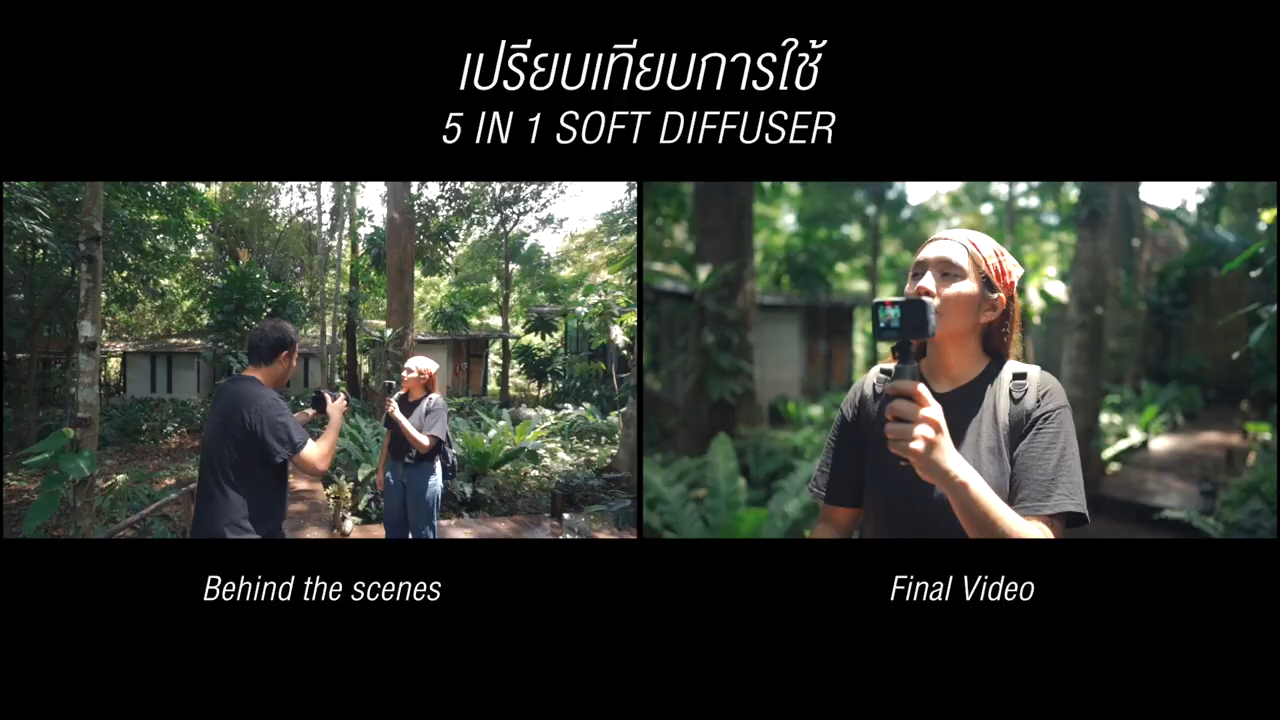 เปรียบเทียบการใช้
5 IN 1 SOFT DIFFUSER
Behind the scenes
Final Video